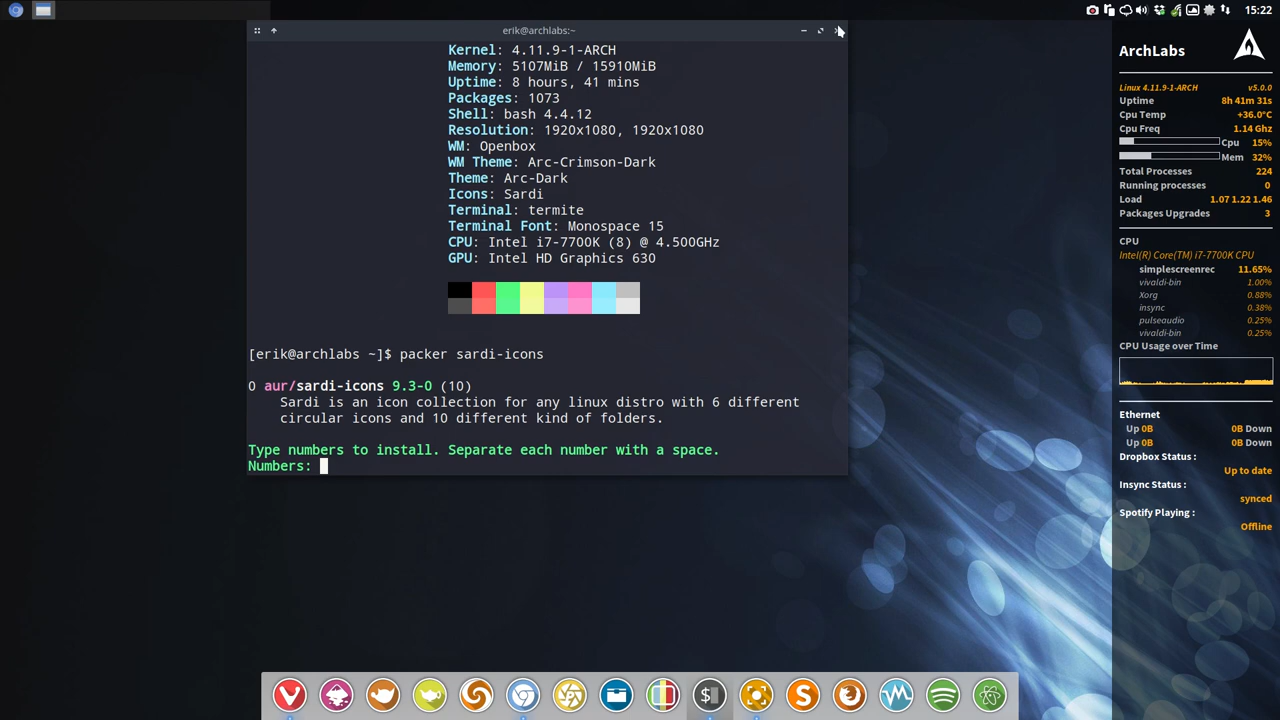 15:22
erik@archlabs:~
Kernel: 4.11.9-1-ARCH
Memory: 5107MiB / 15910MiB
Uptime: 8 hours, 41 mins
Packages: 1073
Shell: bash 4.4.12
Resolution: 1920x1080, 1920x1080
WM: Openbox
WM Theme: Arc-Crimson-Dark
Theme: Arc-Dark
Icons: Sardi
Terminal: termite
Terminal Font: Monospace 15
CPU: Intel i7-7700K (8) @ 4.500GHz
GPU: Intel HD Graphics 630
[erik@archlabs ~]$ packer sardi-icons
0 aur/sardi-icons 9.3-0 (10)
Sardi is an icon collection for any linux distro with 6 different
circular icons and 10 different kind of folders.
Type numbers to install. Separate each number with a space.
Numbers:
ArchLabs
Linux 4.11.9-1-ARCH v5.0.0
Uptime 8h 41m 31s
Cpu Temp +36.0°C
Cpu Freq 1.14 Ghz
Cpu 15%
Mem 32%
Total Processes 224
Running processes 0
Load 1.07 1.22 1.46
Packages Upgrades 3
CPU
Intel(R) Core(TM) i7-7700K CPU
simplescreenrec 11.65%
vivaldi-bin 1.00%
Xorg 0.88%
insync 0.38%
pulseaudio 0.25%
vivaldi-bin 0.25%
CPU Usage over Time
Ethernet
Up 0B 0B Down
Up 0B 0B Down
Dropbox Status :
Up to date
Insync Status :
synced
Spotify Playing :
Offline